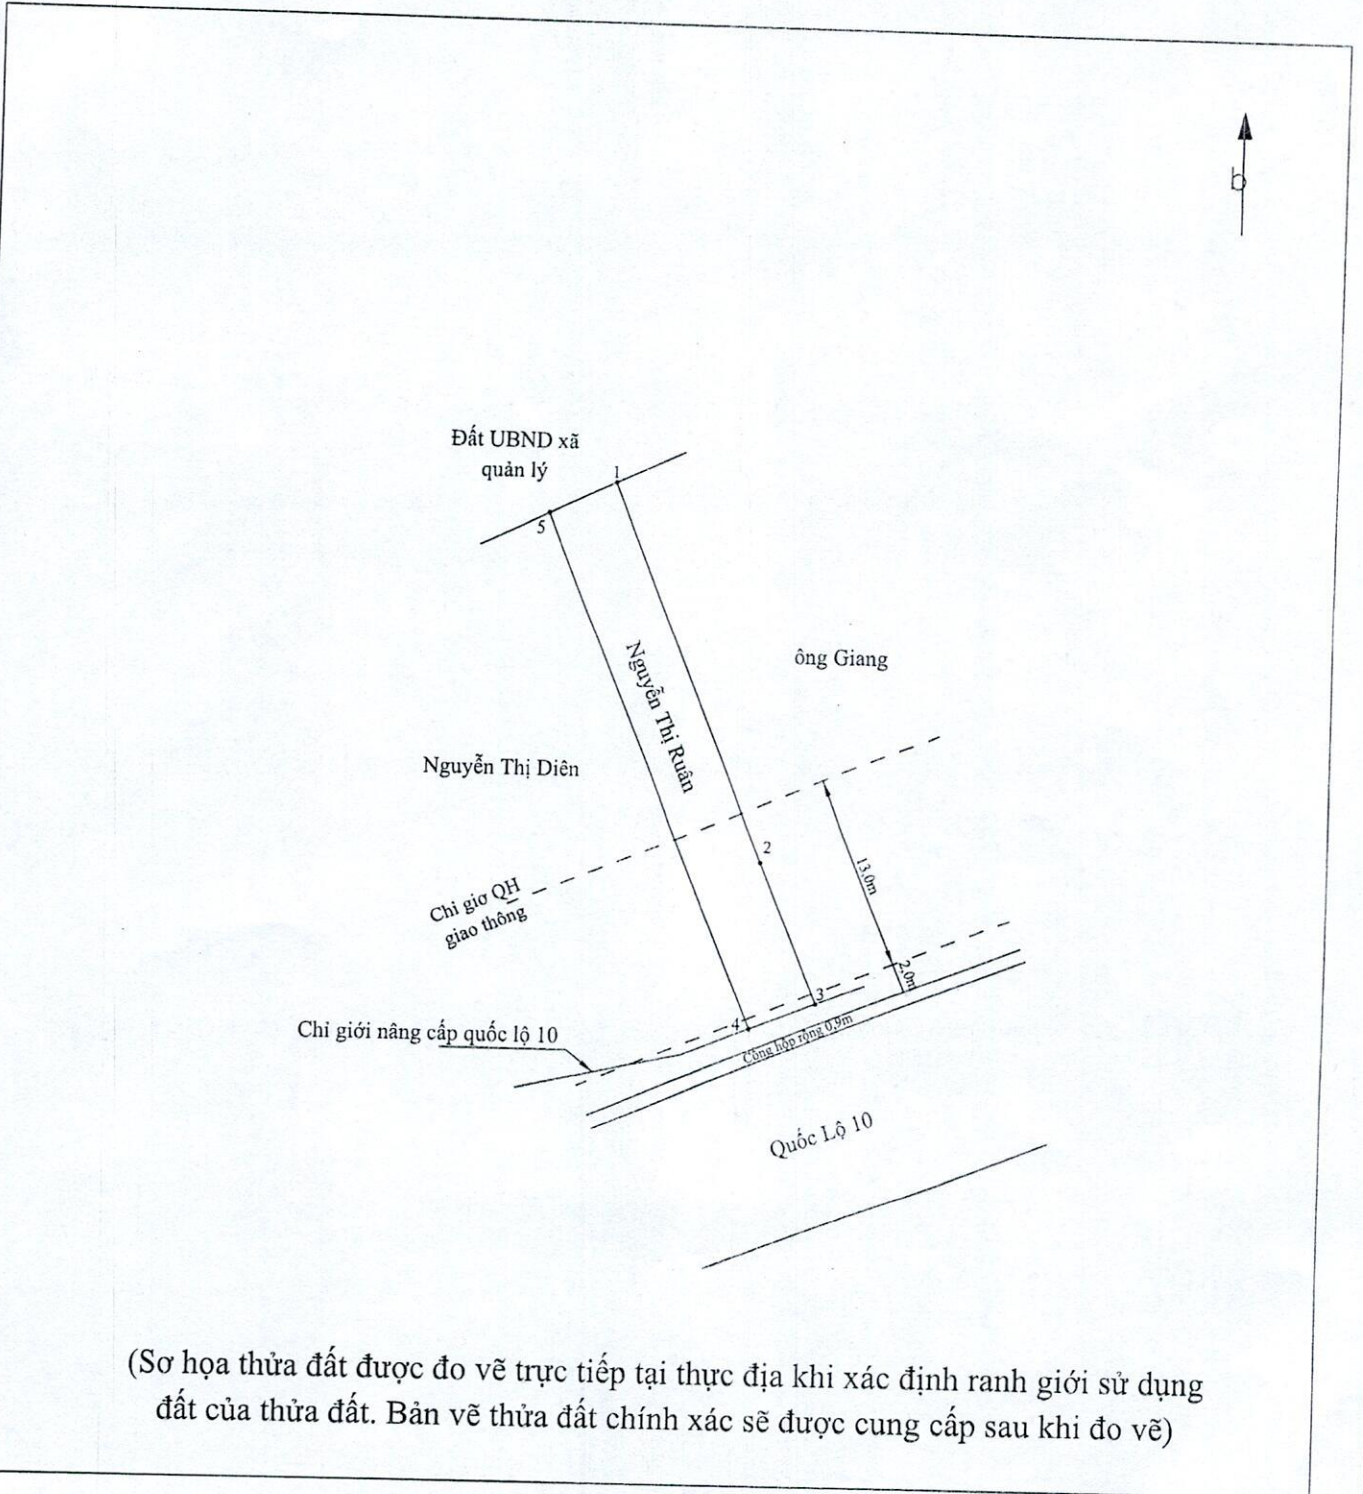 b
Đất UBND xã
quản lý
1
5
ông Giang
Nguyễn Thị Ruân
Nguyễn Thị Diên
2
13,0m
Chỉ giơ QH
giao thông
2,0m
3
4
Chỉ giới nâng cấp quốc lộ 10
Cống hộp rộng 0,9m
Quốc Lộ 10
(Sơ họa thửa đất được đo vẽ trực tiếp tại thực địa khi xác định ranh giới sử dụng
đất của thửa đất. Bản vẽ thửa đất chính xác sẽ được cung cấp sau khi đo vẽ)